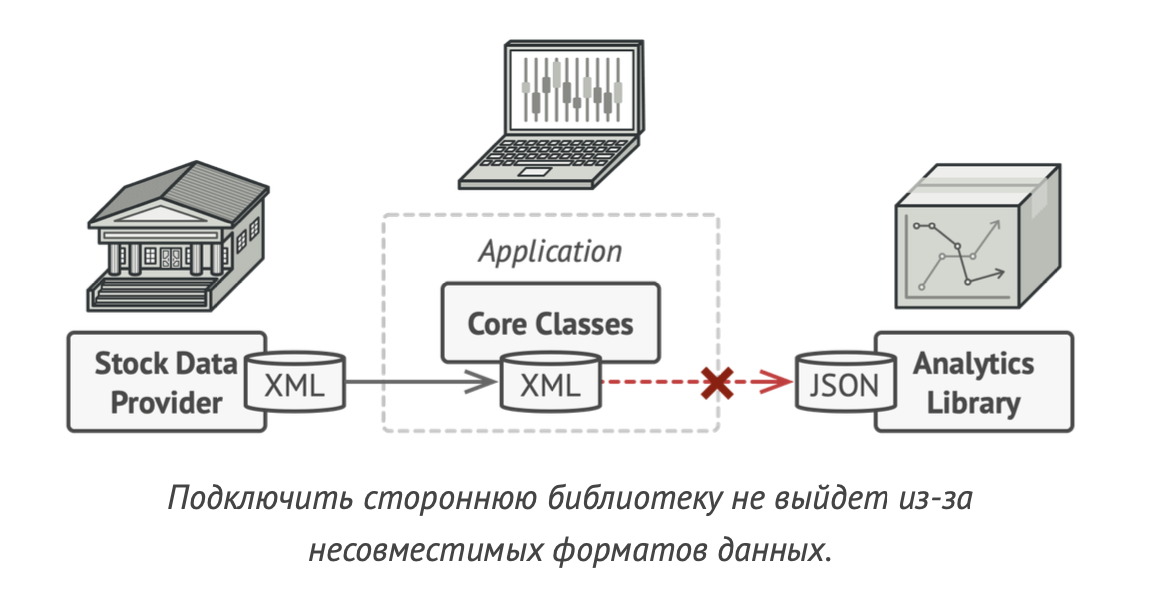 Application
Core Classes
Stock Data
Provider
XML
XML
JSON
Analytics
Library
Подключить стороннюю библиотеку не выйдет из-за
несовместимых форматов данных.